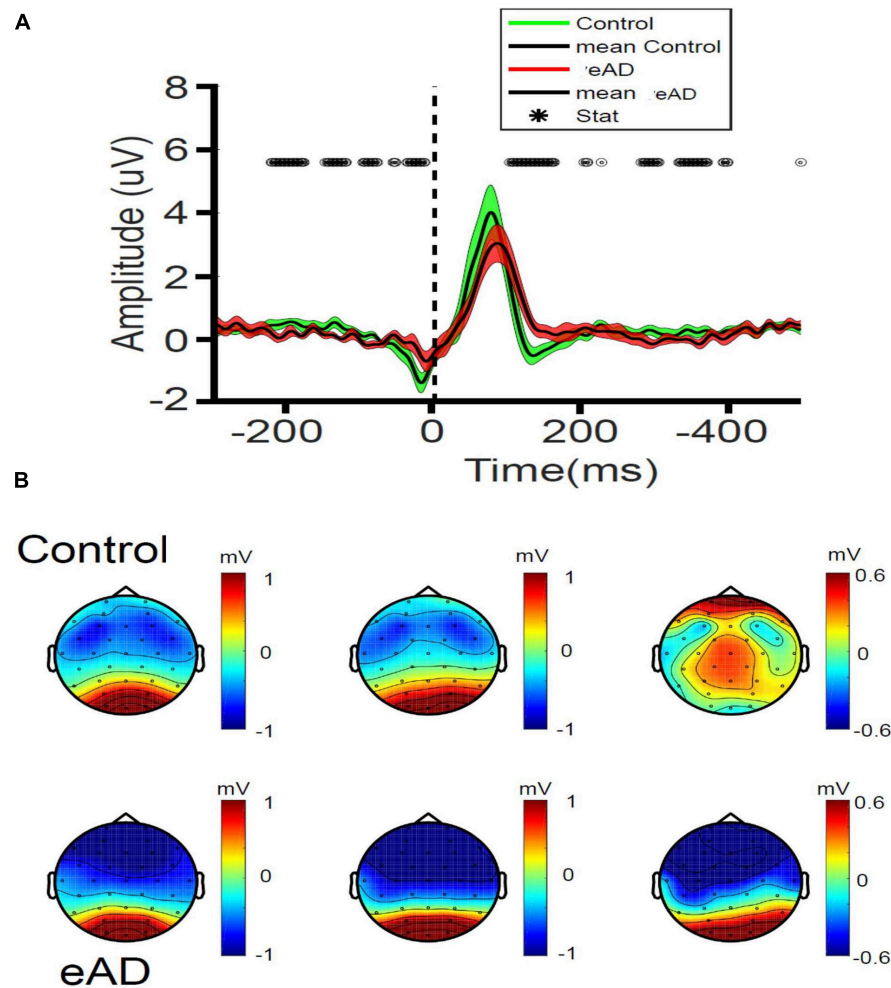 A
Control
mean Control
eAD
mean eAD
Stat
Amplitude (uV)
8
6
4
2
0
-2
-200
0
200
-400
Time(ms)
B
Control
mV
1
0
-1
mV
1
0
-1
mV
0.6
0
-0.6
mV
1
0
-1
mV
1
0
-1
mV
0.6
0
-0.6
eAD